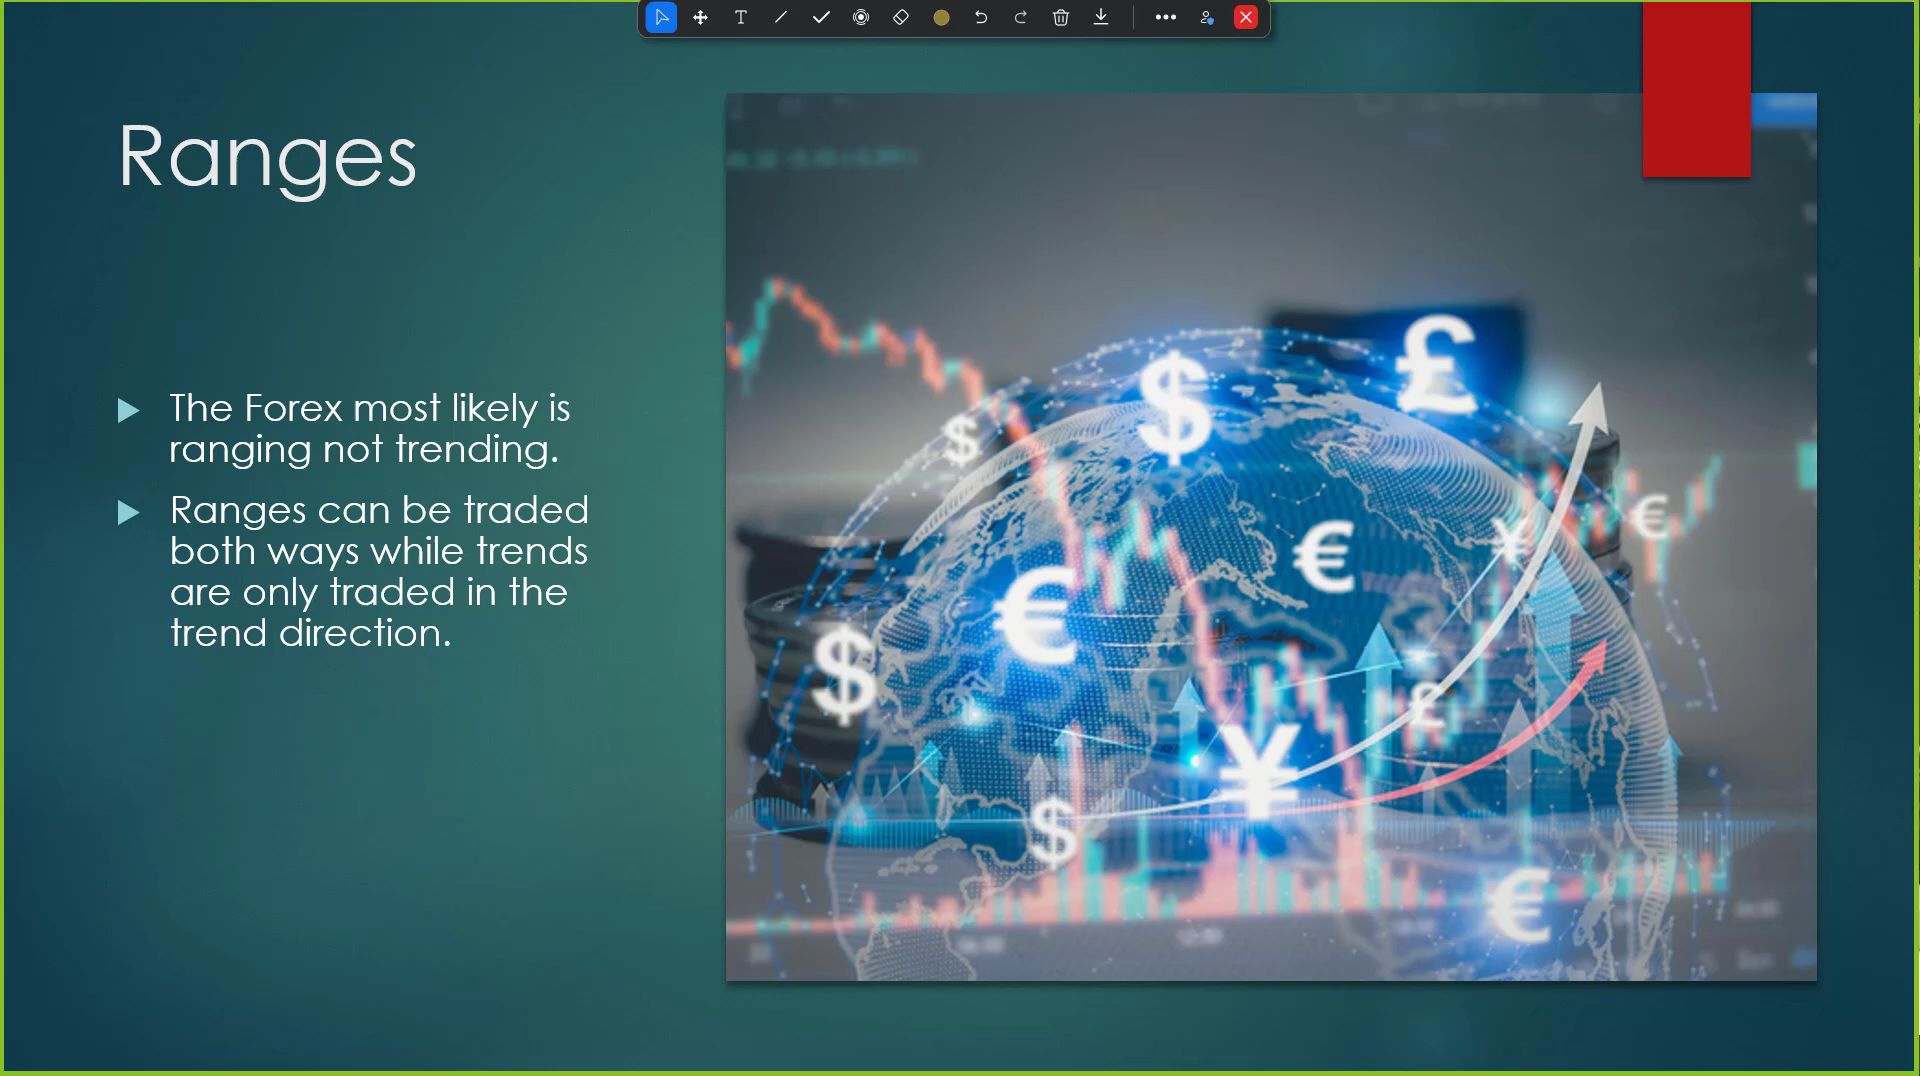 Ranges
The Forex most likely is
ranging not trending.
Ranges can be traded
both ways while trends
are only traded in the
trend direction.